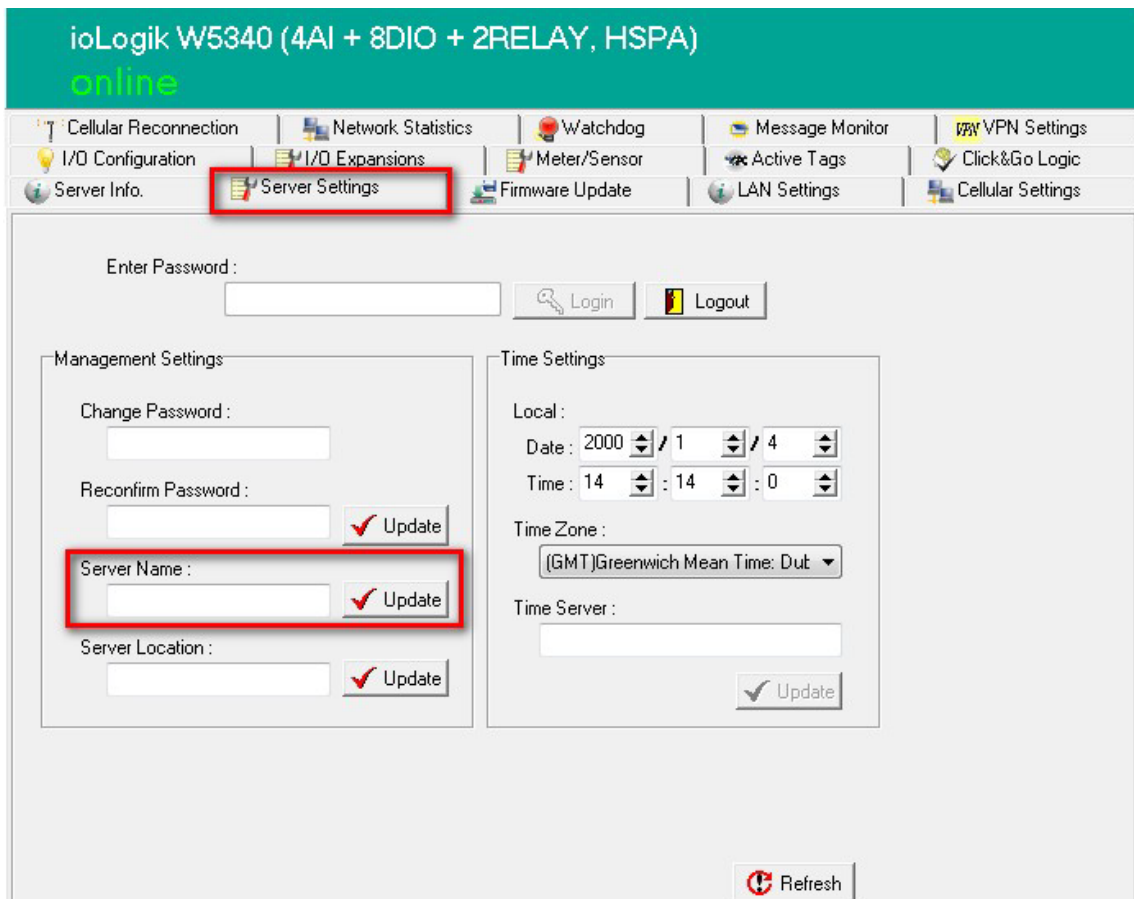 ioLogik W5340 (4AI + 8DIO + 2RELAY, HSPA)
online
Cellular Reconnection Network Statistics Watchdog Message Monitor VPN VPN Settings
I/O Configuration I/O Expansions Meter/Sensor Active Tags Click&Go Logic
Server Info. Server Settings Firmware Update LAN Settings Cellular Settings
Enter Password :
Login Logout
Management Settings
Change Password :
Reconfirm Password :
Update
Server Name :
Update
Server Location :
Update
Time Settings
Local :
Date : 2000 / 1 / 4
Time : 14 : 14 : 0
Time Zone :
(GMT)Greenwich Mean Time: Dub
Time Server :
Update
Refresh